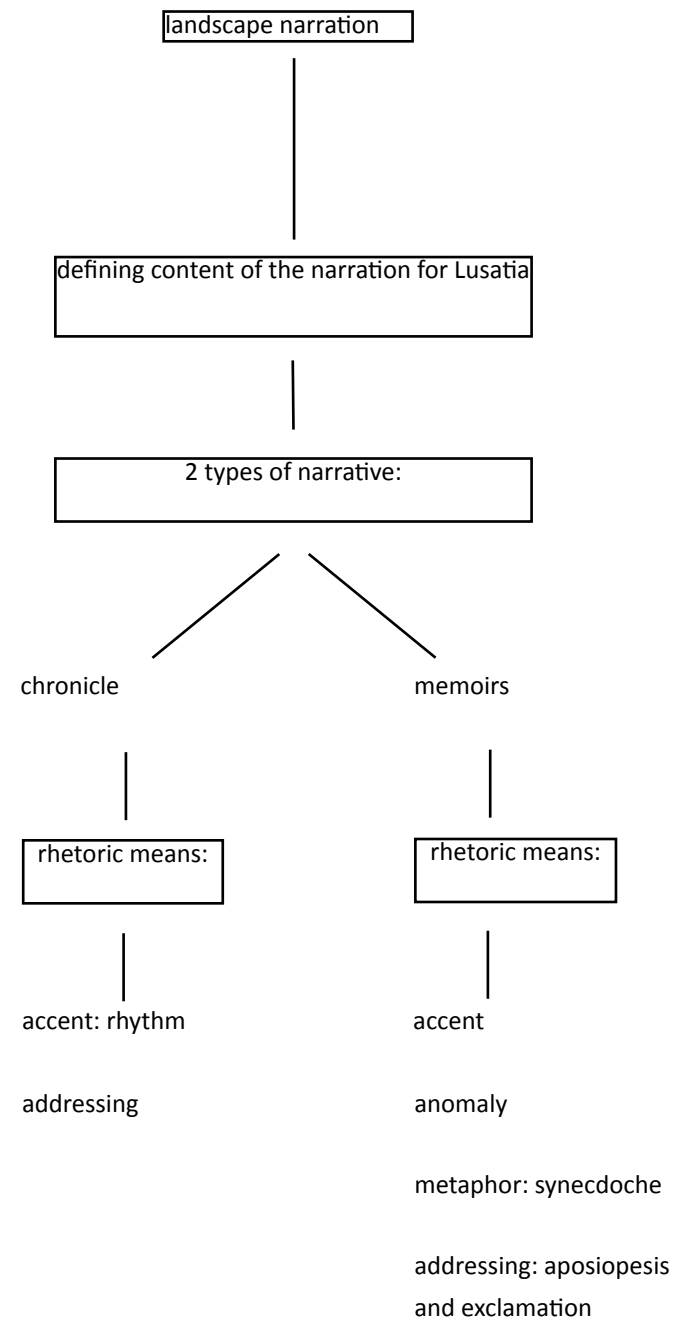 landscape narration
defining content of the narration for Lusatia
2 types of narrative:
chronicle
memoirs
rhetoric means:
rhetoric means:
accent: rhythm
accent
addressing
anomaly
metaphor: synecdoche
addressing: aposiopesis
and exclamation